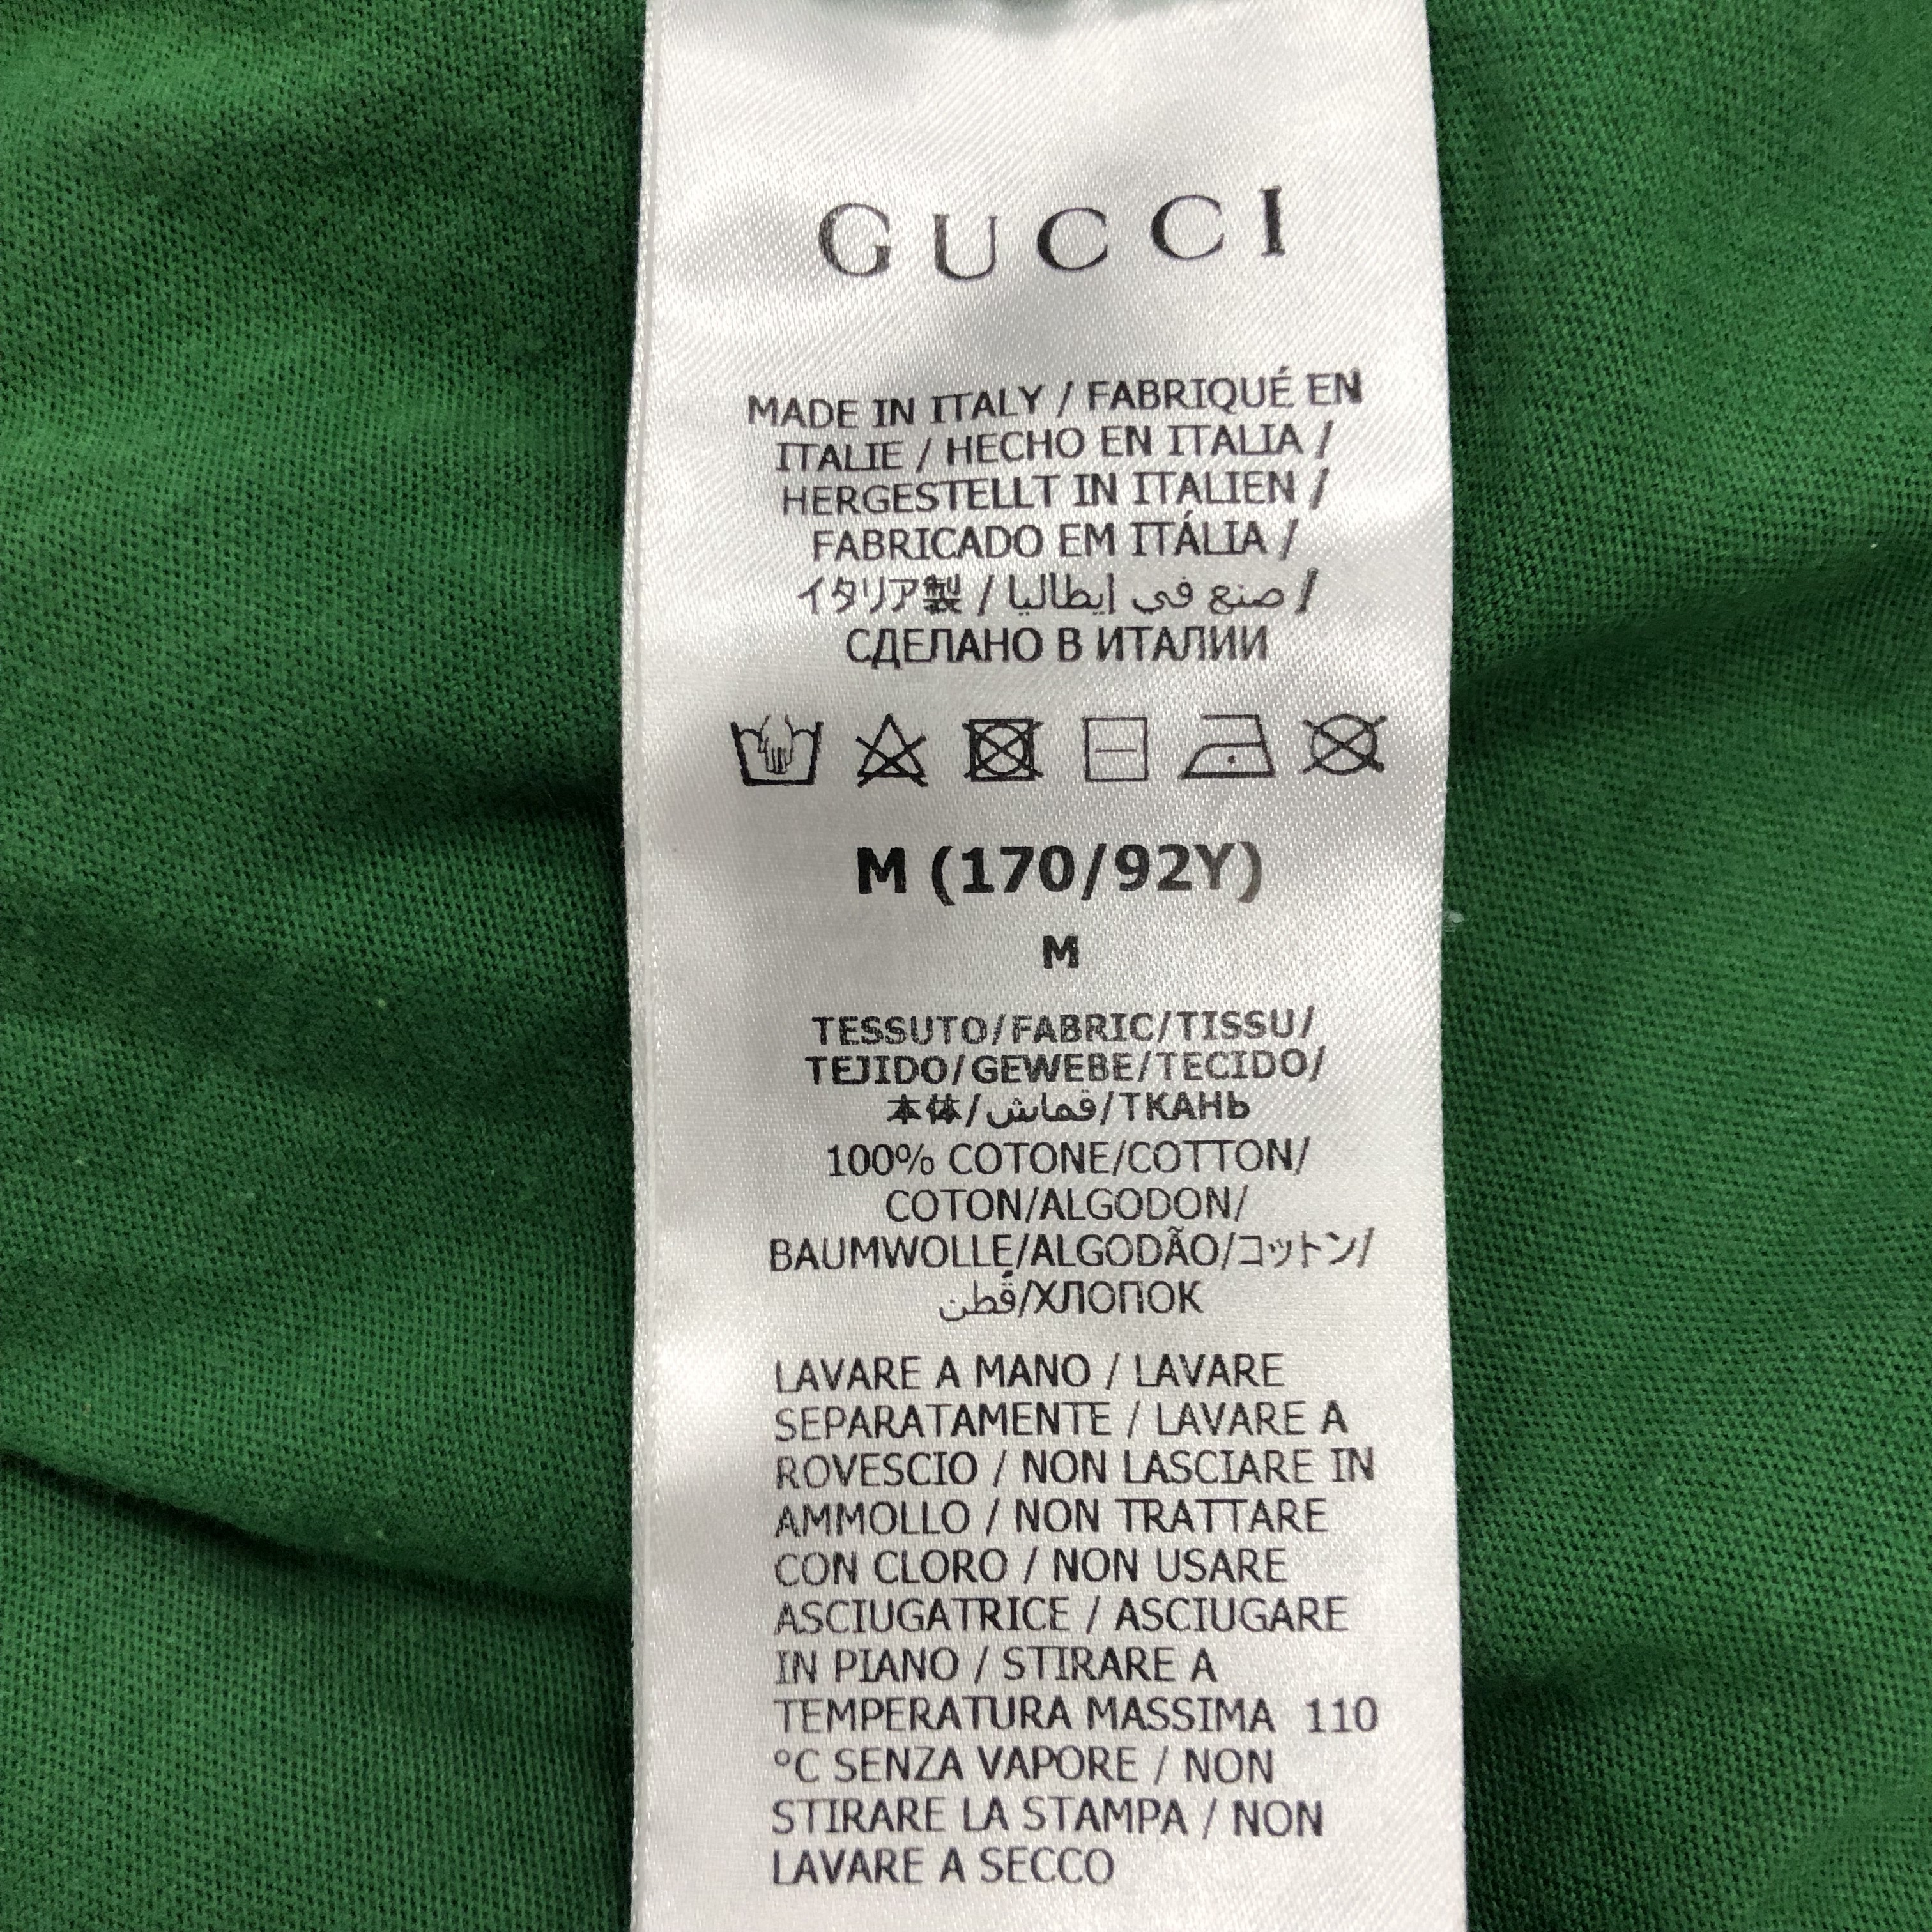 GUCCI
MADE IN ITALY / FABRIQUÉ EN
ITALIE / HECHO EN ITALIA /
HERGESTELLT IN ITALIEN /
FABRICADO EM ITÁLIA /
イタリア製 / صنع في إيطاليا /
СДЕЛАНО В ИТАЛИИ
M (170/92Y)
M
TESSUTO/FABRIC/TISSU/
TEJIDO/GEWEBE/TECIDO/
本体/قماش/ТКАНЬ
100% COTONE/COTTON/
COTON/ALGODON/
BAUMWOLLE/ALGODÃO/コットン/
قُطن/ХЛОПОК
LAVARE A MANO / LAVARE
SEPARATAMENTE / LAVARE A
ROVESCIO / NON LASCIARE IN
AMMOLLO / NON TRATTARE
CON CLORO / NON USARE
ASCIUGATRICE / ASCIUGARE
IN PIANO / STIRARE A
TEMPERATURA MASSIMA 110
°C SENZA VAPORE / NON
STIRARE LA STAMPA / NON
LAVARE A SECCO